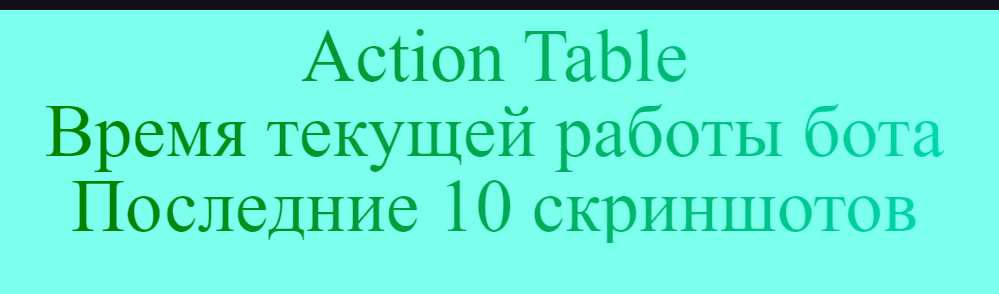 Action Table
Время текущей работы бота
Последние 10 скриншотов